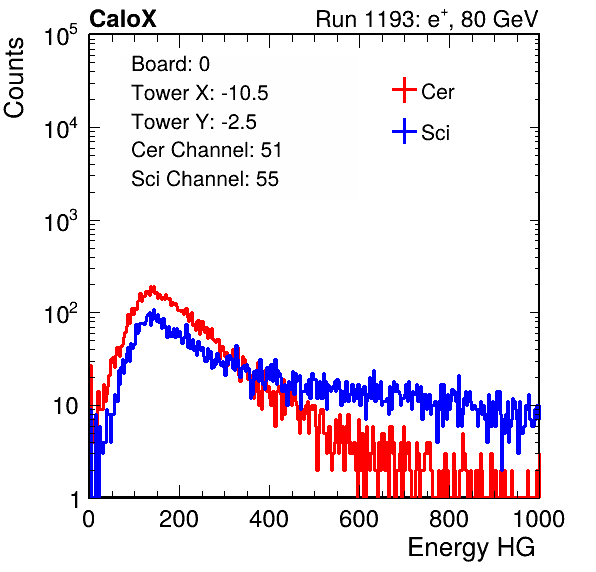 CaloX Run 1193: e⁺, 80 GeV
Counts
Board: 0
Tower X: -10.5
Tower Y: -2.5
Cer Channel: 51
Sci Channel: 55
Cer
Sci
10⁵
10⁴
10³
10²
10
1
0 200 400 600 800 1000
Energy HG